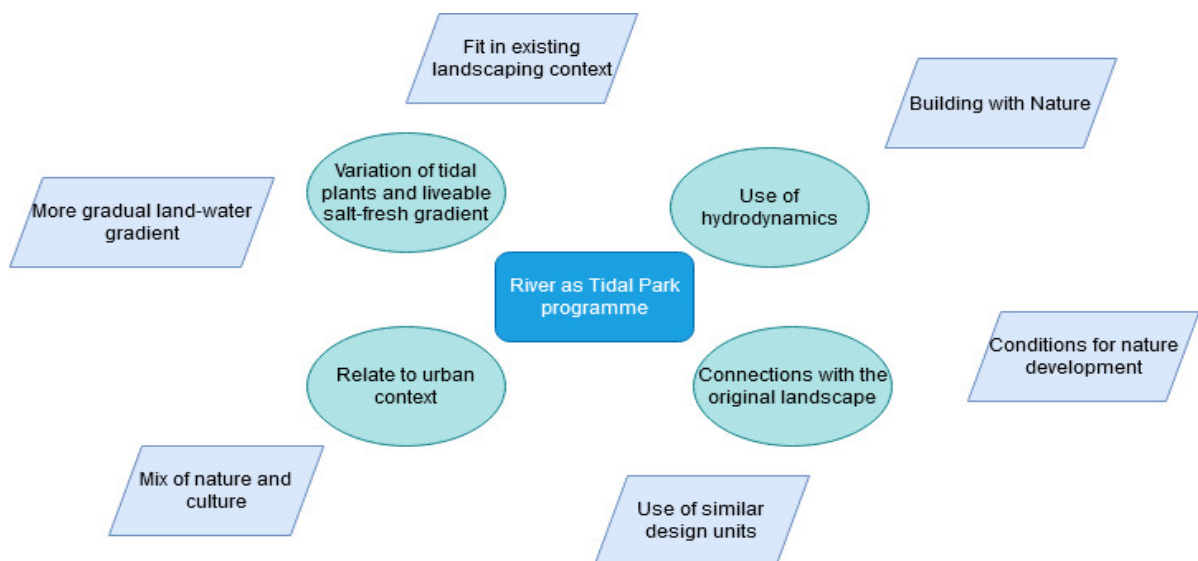 Fit in existing
landscaping context
Building with Nature
Variation of tidal
plants and liveable
salt-fresh gradient
Use of
hydrodynamics
More gradual land-water
gradient
River as Tidal Park
programme
Conditions for nature
development
Relate to urban
context
Connections with the
original landscape
Mix of nature and
culture
Use of similar
design units